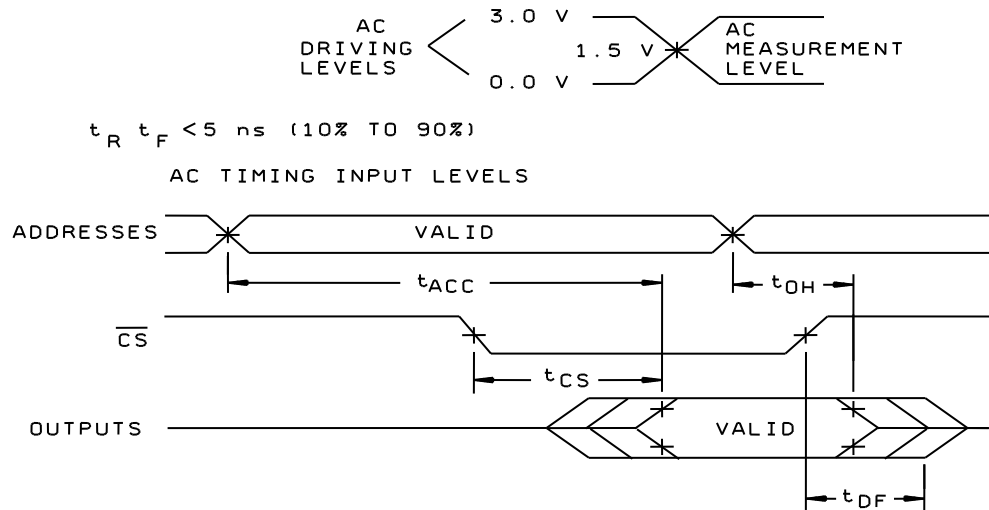 AC DRIVING LEVELS
3.0 V
1.5 V
0.0 V
AC MEASUREMENT LEVEL
tR tF <5 ns (10% TO 90%)
AC TIMING INPUT LEVELS
ADDRESSES
VALID
tACC
tOH
CS
tCS
OUTPUTS
VALID
tDF